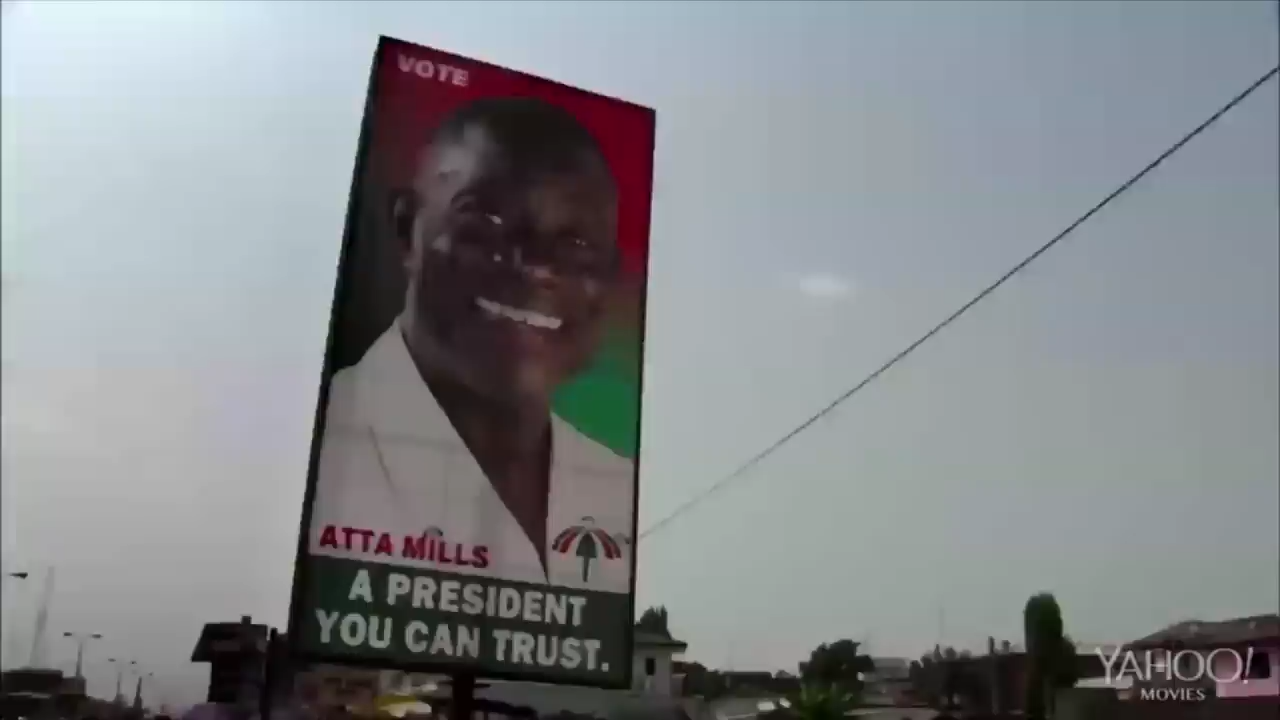 VOTE
ATTA MILLS
A PRESIDENT
YOU CAN TRUST.
YAHOO!
MOVIES